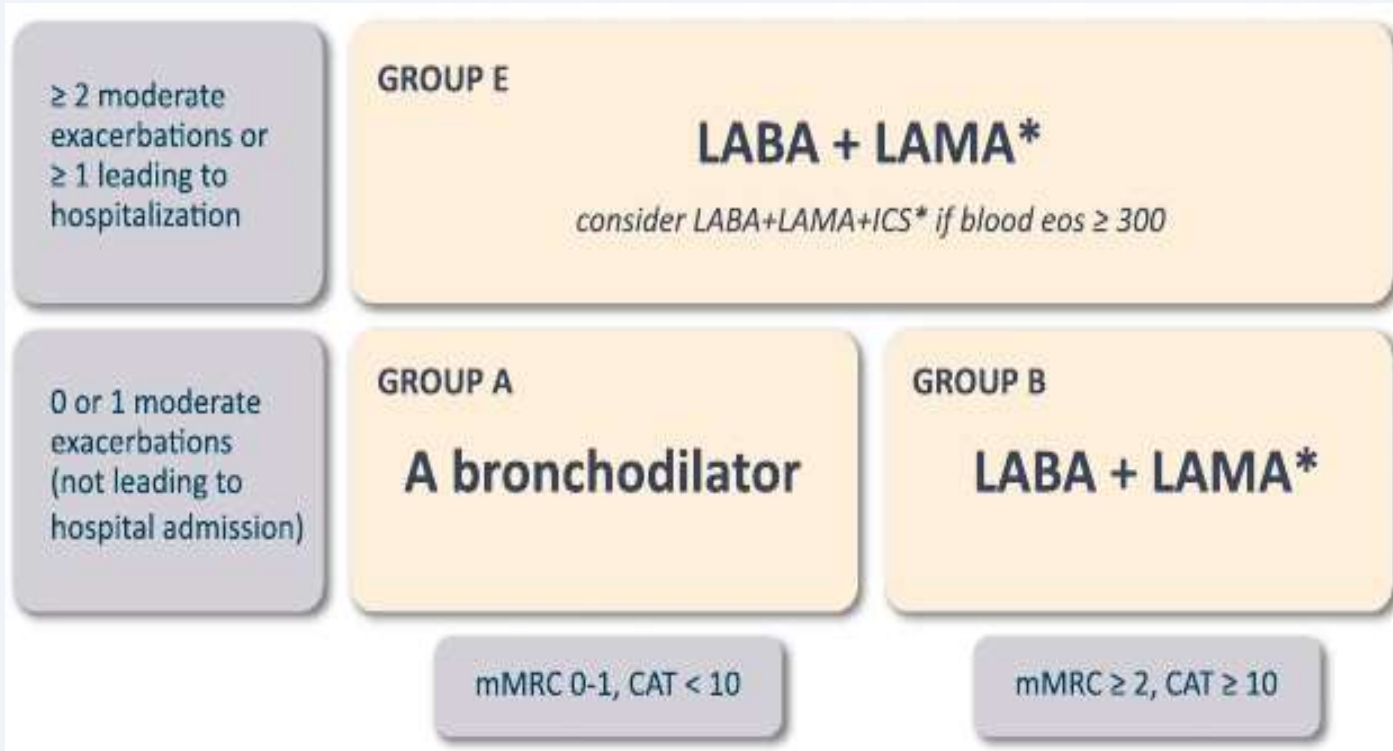 ≥ 2 moderate
exacerbations or
≥ 1 leading to
hospitalization
GROUP E
LABA + LAMA*
consider LABA+LAMA+ICS* if blood eos ≥ 300
0 or 1 moderate
exacerbations
(not leading to
hospital admission)
GROUP A
A bronchodilator
GROUP B
LABA + LAMA*
mMRC 0-1, CAT < 10
mMRC ≥ 2, CAT ≥ 10